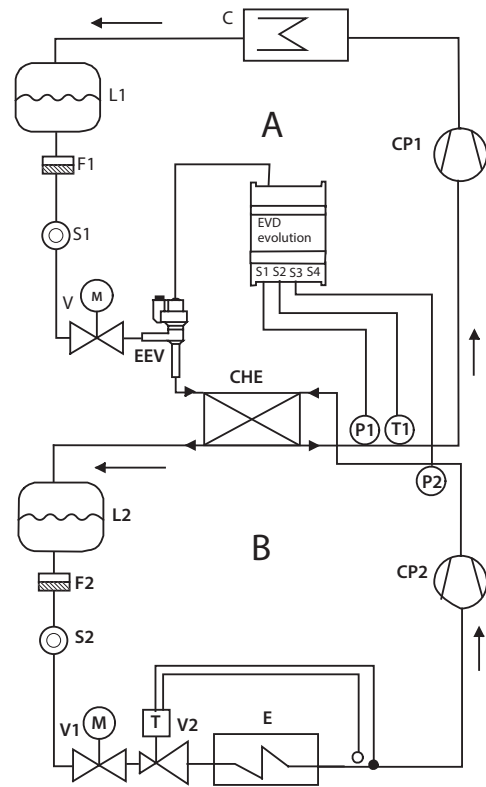 C
L1
A
CP1
F1
EVD
evolution
S1
S1 S2 S3 S4
V
M
EEV
CHE
P1
T1
P2
L2
B
CP2
F2
S2
V1
M
T
V2
E